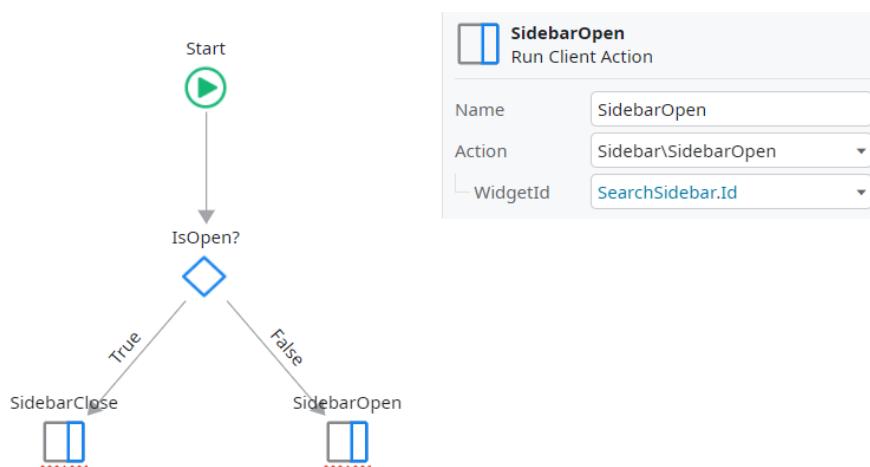 Start
IsOpen?
True
False
SidebarClose
SidebarOpen
SidebarOpen
Run Client Action
Name
SidebarOpen
Action
Sidebar\SidebarOpen
WidgetId
SearchSidebar.Id